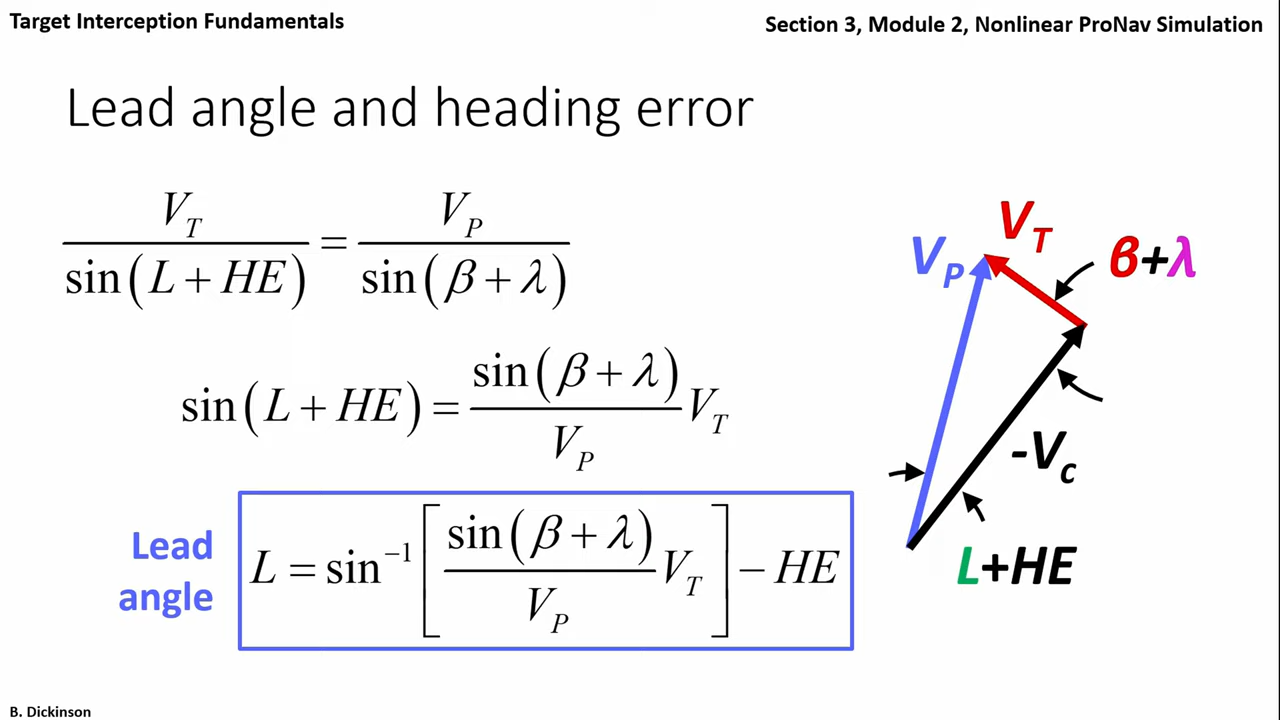 Target Interception Fundamentals
Section 3, Module 2, Nonlinear ProNav Simulation
Lead angle and heading error
V_T / sin(L + HE) = V_P / sin(β + λ)
sin(L + HE) = sin(β + λ) / V_P V_T
Lead
angle
L = sin⁻¹[sin(β + λ) / V_P V_T] − HE
V_T
V_P
β+λ
-V_c
L+HE
B. Dickinson